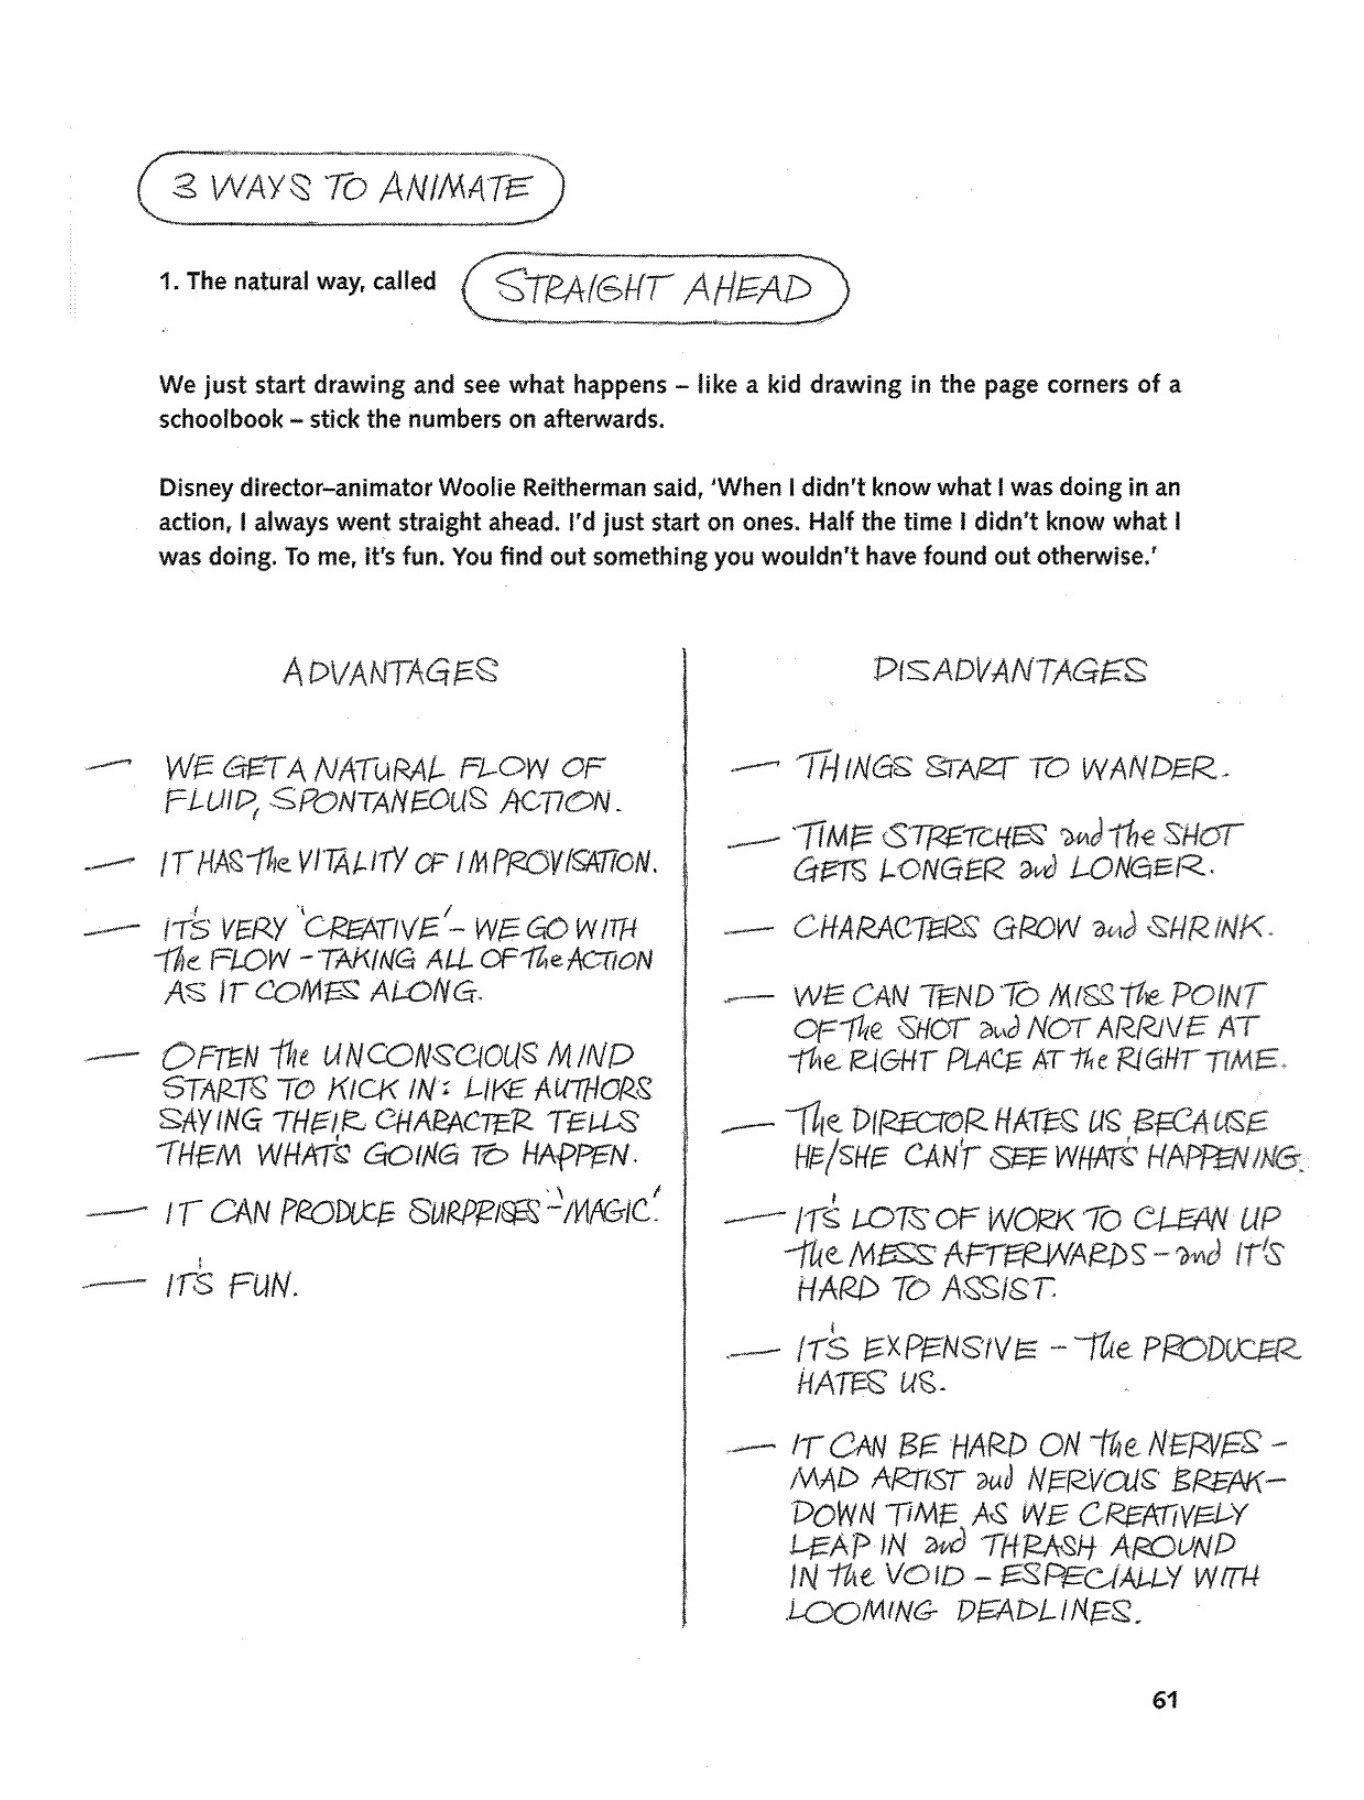 3 WAYS TO ANIMATE
1. The natural way, called STRAIGHT AHEAD
We just start drawing and see what happens – like a kid drawing in the page corners of a
schoolbook – stick the numbers on afterwards.
Disney director–animator Woolie Reitherman said, 'When I didn't know what I was doing in an
action, I always went straight ahead. I'd just start on ones. Half the time I didn't know what I
was doing. To me, it's fun. You find out something you wouldn't have found out otherwise.'
ADVANTAGES
— WE GET A NATURAL FLOW OF
FLUID, SPONTANEOUS ACTION.
— IT HAS the VITALITY OF IMPROVISATION.
— IT'S VERY 'CREATIVE' – WE GO WITH
the FLOW – TAKING ALL OF the ACTION
AS IT COMES ALONG.
— OFTEN the UNCONSCIOUS MIND
STARTS TO KICK IN: LIKE AUTHORS
SAYING THEIR CHARACTER TELLS
THEM WHAT'S GOING TO HAPPEN.
— IT CAN PRODUCE SURPRISES – 'MAGIC'.
— IT'S FUN.
DISADVANTAGES
— THINGS START TO WANDER.
— TIME STRETCHES and the SHOT
GETS LONGER and LONGER.
— CHARACTERS GROW and SHRINK.
— WE CAN TEND TO MISS the POINT
OF the SHOT and NOT ARRIVE AT
the RIGHT PLACE AT the RIGHT TIME.
— The DIRECTOR HATES US BECAUSE
HE/SHE CAN'T SEE WHAT'S HAPPENING.
— IT'S LOTS OF WORK TO CLEAN UP
the MESS AFTERWARDS – and IT'S
HARD TO ASSIST.
— IT'S EXPENSIVE – The PRODUCER
HATES US.
— IT CAN BE HARD ON the NERVES –
MAD ARTIST and NERVOUS BREAK–
DOWN TIME, AS WE CREATIVELY
LEAP IN and THRASH AROUND
IN the VOID – ESPECIALLY WITH
LOOMING DEADLINES.
61